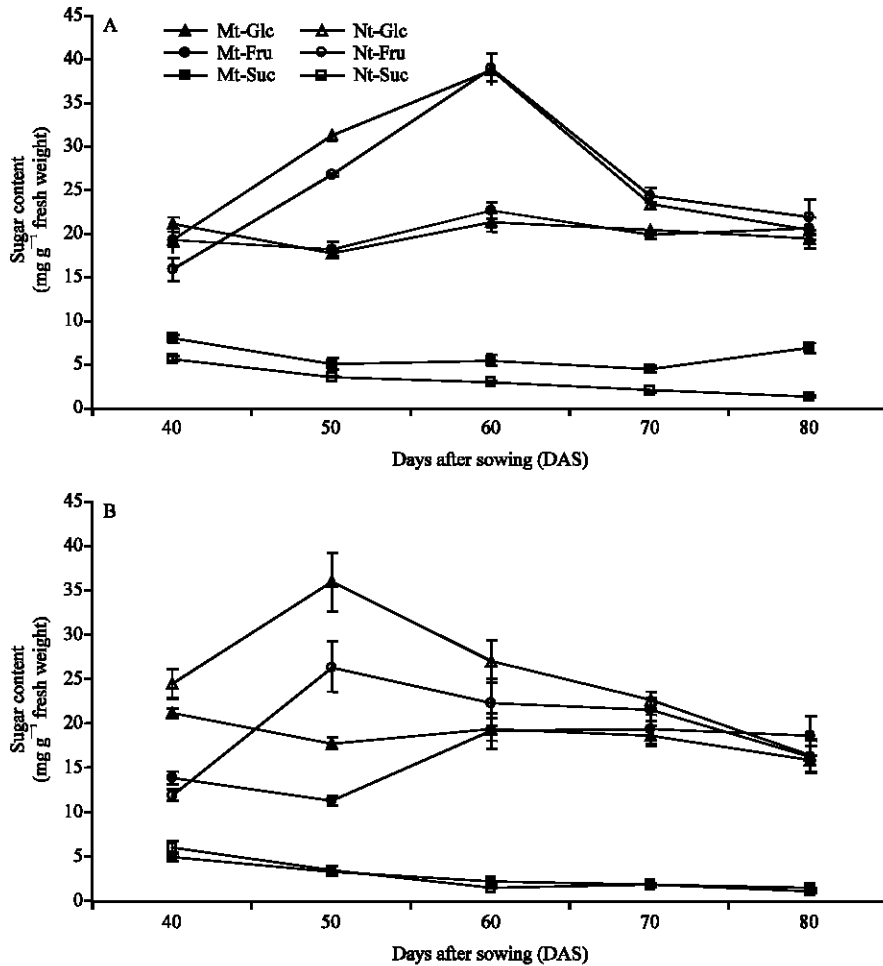 A
Mt-Glc Nt-Glc
Mt-Fru Nt-Fru
Mt-Suc Nt-Suc
45
40
35
30
25
20
15
10
5
0
Sugar content
(mg g⁻¹ fresh weight)
40 50 60 70 80
Days after sowing (DAS)
B
45
40
35
30
25
20
15
10
5
0
Sugar content
(mg g⁻¹ fresh weight)
40 50 60 70 80
Days after sowing (DAS)